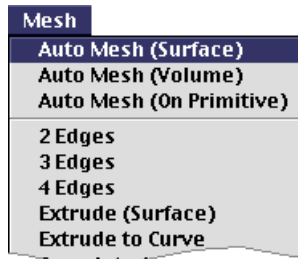 Mesh
Auto Mesh (Surface)
Auto Mesh (Volume)
Auto Mesh (On Primitive)
2 Edges
3 Edges
4 Edges
Extrude (Surface)
Extrude to Curve